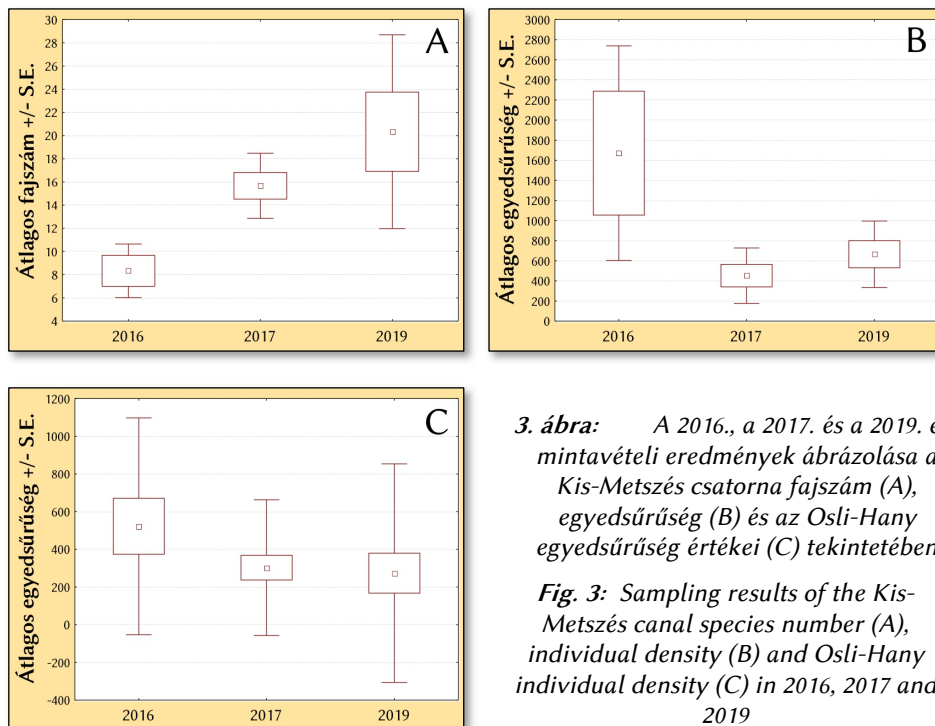 A
Átlagos fajszám +/- S.E.
30
28
26
24
22
20
18
16
14
12
10
8
6
4
2016 2017 2019
B
Átlagos egyedsűrűség +/- S.E.
3000
2800
2600
2400
2200
2000
1800
1600
1400
1200
1000
800
600
400
200
0
2016 2017 2019
C
Átlagos egyedsűrűség +/- S.E.
1200
1000
800
600
400
200
0
-200
-400
2016 2017 2019
3. ábra: A 2016., a 2017. és a 2019.
mintavételi eredmények ábrázolása a
Kis-Metszés csatorna fajszám (A),
egyedsűrűség (B) és az Osli-Hany
egyedsűrűség értékei (C) tekintetében
Fig. 3: Sampling results of the Kis-
Metszés canal species number (A),
individual density (B) and Osli-Hany
individual density (C) in 2016, 2017 and
2019